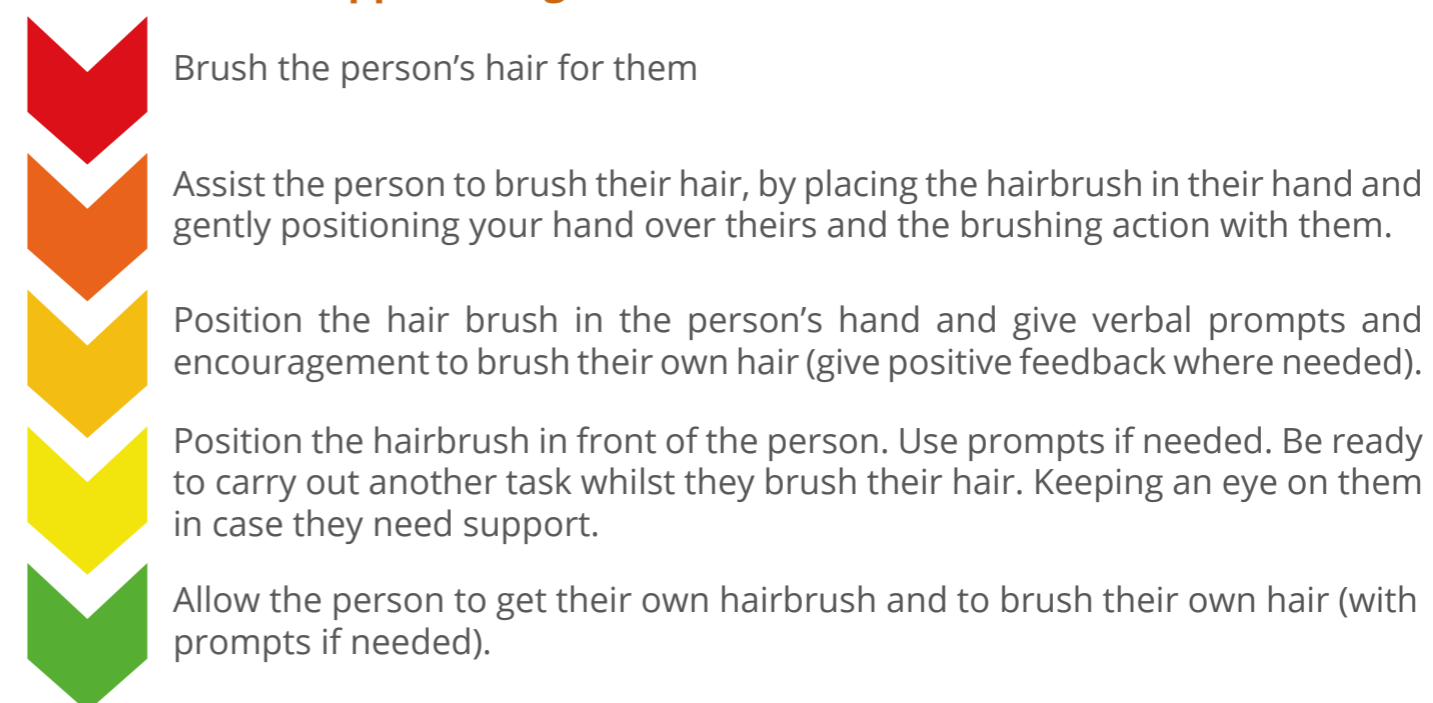 Brush the person’s hair for them
Assist the person to brush their hair, by placing the hairbrush in their hand and
gently positioning your hand over theirs and the brushing action with them.
Position the hair brush in the person’s hand and give verbal prompts and
encouragement to brush their own hair (give positive feedback where needed).
Position the hairbrush in front of the person. Use prompts if needed. Be ready
to carry out another task whilst they brush their hair. Keeping an eye on them
in case they need support.
Allow the person to get their own hairbrush and to brush their own hair (with
prompts if needed).